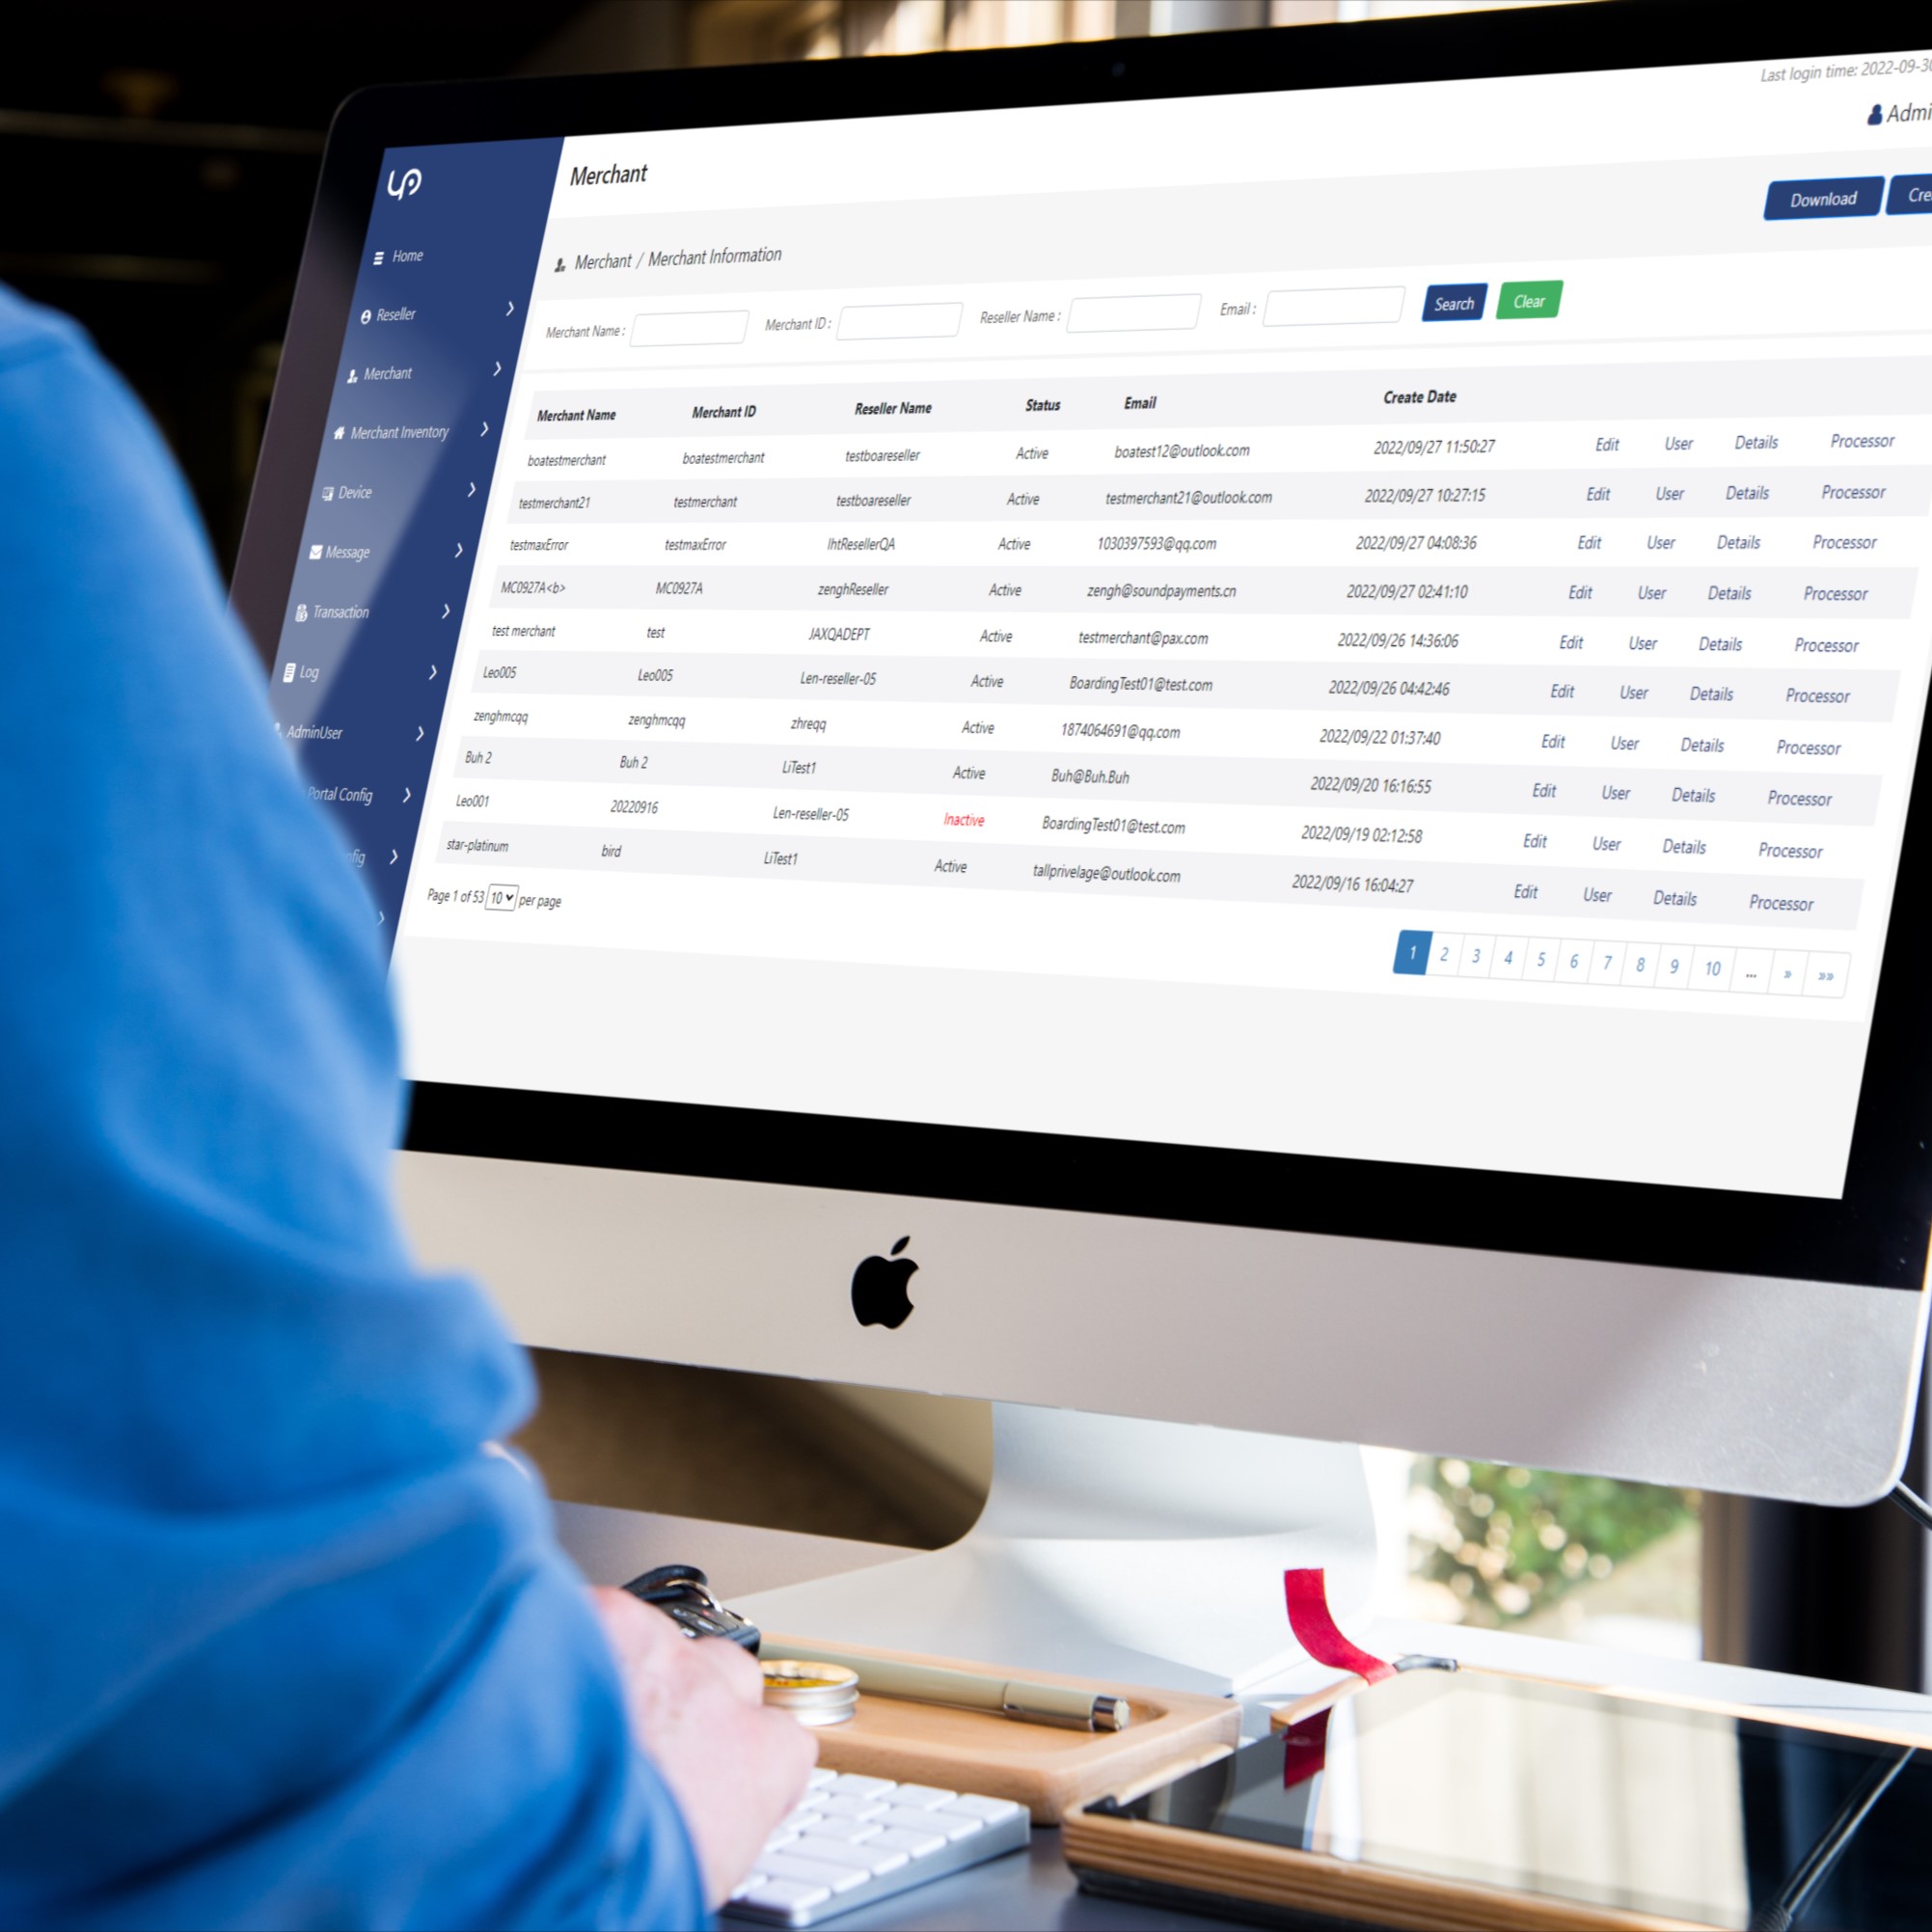 Last login time: 2022-09-30
Admi
Merchant
Download Cre
Merchant / Merchant Information
Merchant Name : Merchant ID : Reseller Name : Email : Search Clear
Home
Reseller
Merchant
Merchant Inventory
Device
Message
Transaction
Log
AdminUser
Portal Config
nfig
Merchant Name Merchant ID Reseller Name Status Email Create Date
boatestmerchant boatestmerchant testboareseller Active boatest12@outlook.com 2022/09/27 11:50:27 Edit User Details Processor
testmerchant21 testmerchant testboareseller Active testmerchant21@outlook.com 2022/09/27 10:27:15 Edit User Details Processor
testmaxError testmaxError lhtResellerQA Active 1030397593@qq.com 2022/09/27 04:08:36 Edit User Details Processor
MC0927A<b> MC0927A zenghReseller Active zengh@soundpayments.cn 2022/09/27 02:41:10 Edit User Details Processor
test merchant test JAXQADEPT Active testmerchant@pax.com 2022/09/26 14:36:06 Edit User Details Processor
Leo005 Leo005 Len-reseller-05 Active BoardingTest01@test.com 2022/09/26 04:42:46 Edit User Details Processor
zenghmcqq zenghmcqq zhreqq Active 1874064691@qq.com 2022/09/22 01:37:40 Edit User Details Processor
Buh 2 Buh 2 LiTest1 Active Buh@Buh.Buh 2022/09/20 16:16:55 Edit User Details Processor
Leo001 20220916 Len-reseller-05 Inactive BoardingTest01@test.com 2022/09/19 02:12:58 Edit User Details Processor
star-platinum bird LiTest1 Active tallprivelage@outlook.com 2022/09/16 16:04:27 Edit User Details Processor
Page 1 of 53 10 per page
1 2 3 4 5 6 7 8 9 10 ... » »»